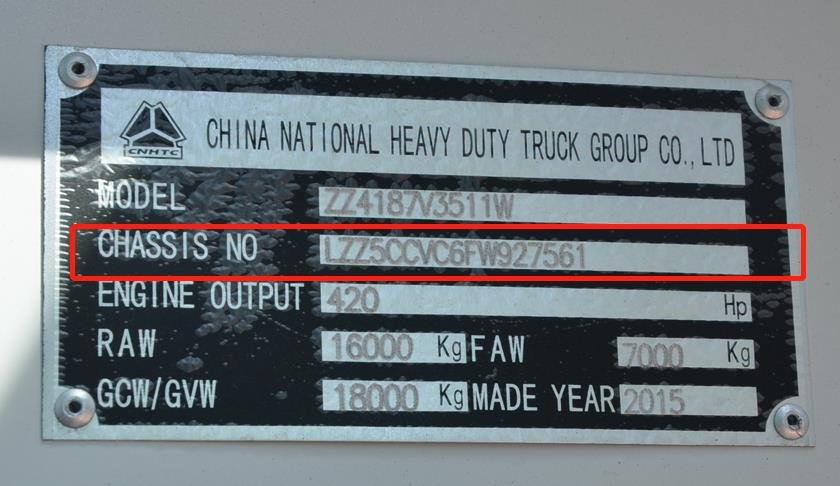 CNHTC
CHINA NATIONAL HEAVY DUTY TRUCK GROUP CO., LTD
MODEL ZZ4187V3511W
CHASSIS NO LZZ5CCVC6FW927561
ENGINE OUTPUT 420 Hp
RAW 16000 Kg FAW 7000 Kg
GCW/GVW 18000 Kg MADE YEAR 2015